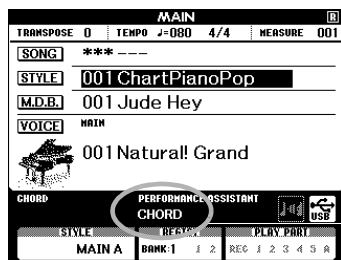 MAIN R
TRANSPOSE 0 TEMPO ♩=080 4/4 MEASURE 001
SONG ***---
STYLE 001 ChartPianoPop
M.D.B. 001 Jude Hey
VOICE MAIN
001 Natural! Grand
CHORD PERFORMANCE ASSISTANT
CHORD USB
STYLE REGIST PLAY PART
MAIN A BANK:1 1 2 REC 1 2 3 4 5 A